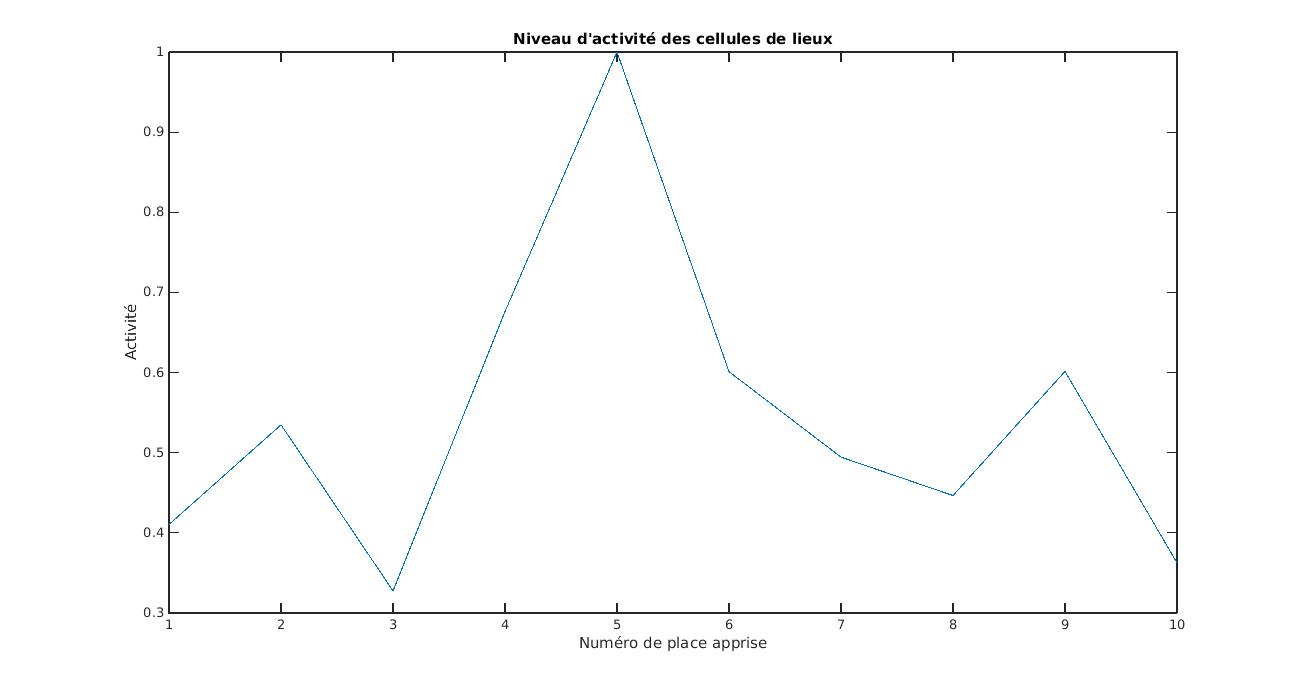 Niveau d'activité des cellules de lieux
1
0.9
0.8
0.7
0.6
0.5
0.4
0.3
Activité
1 2 3 4 5 6 7 8 9 10
Numéro de place apprise